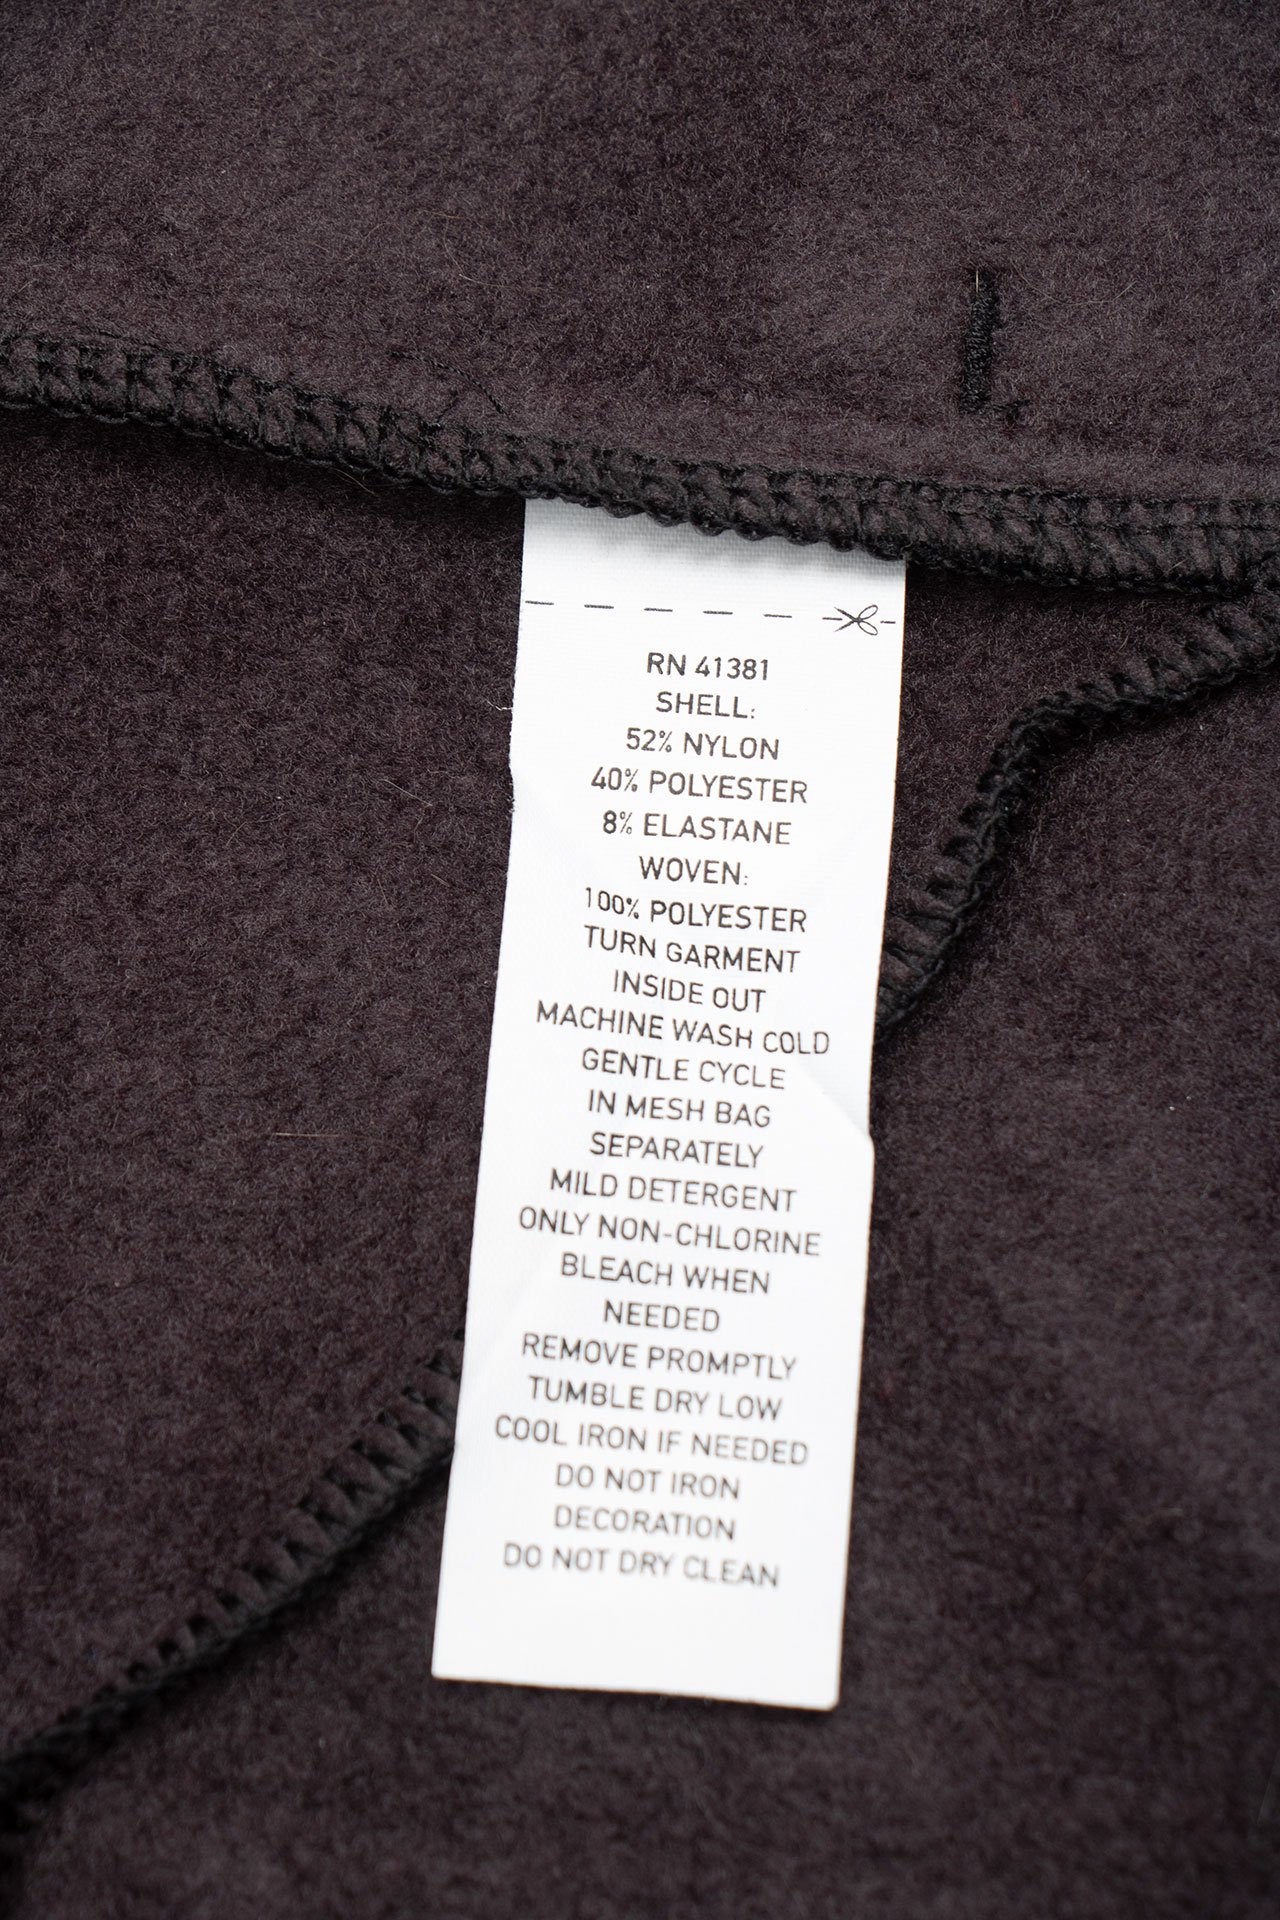 RN 41381
SHELL:
52% NYLON
40% POLYESTER
8% ELASTANE
WOVEN:
100% POLYESTER
TURN GARMENT
INSIDE OUT
MACHINE WASH COLD
GENTLE CYCLE
IN MESH BAG
SEPARATELY
MILD DETERGENT
ONLY NON-CHLORINE
BLEACH WHEN
NEEDED
REMOVE PROMPTLY
TUMBLE DRY LOW
COOL IRON IF NEEDED
DO NOT IRON
DECORATION
DO NOT DRY CLEAN